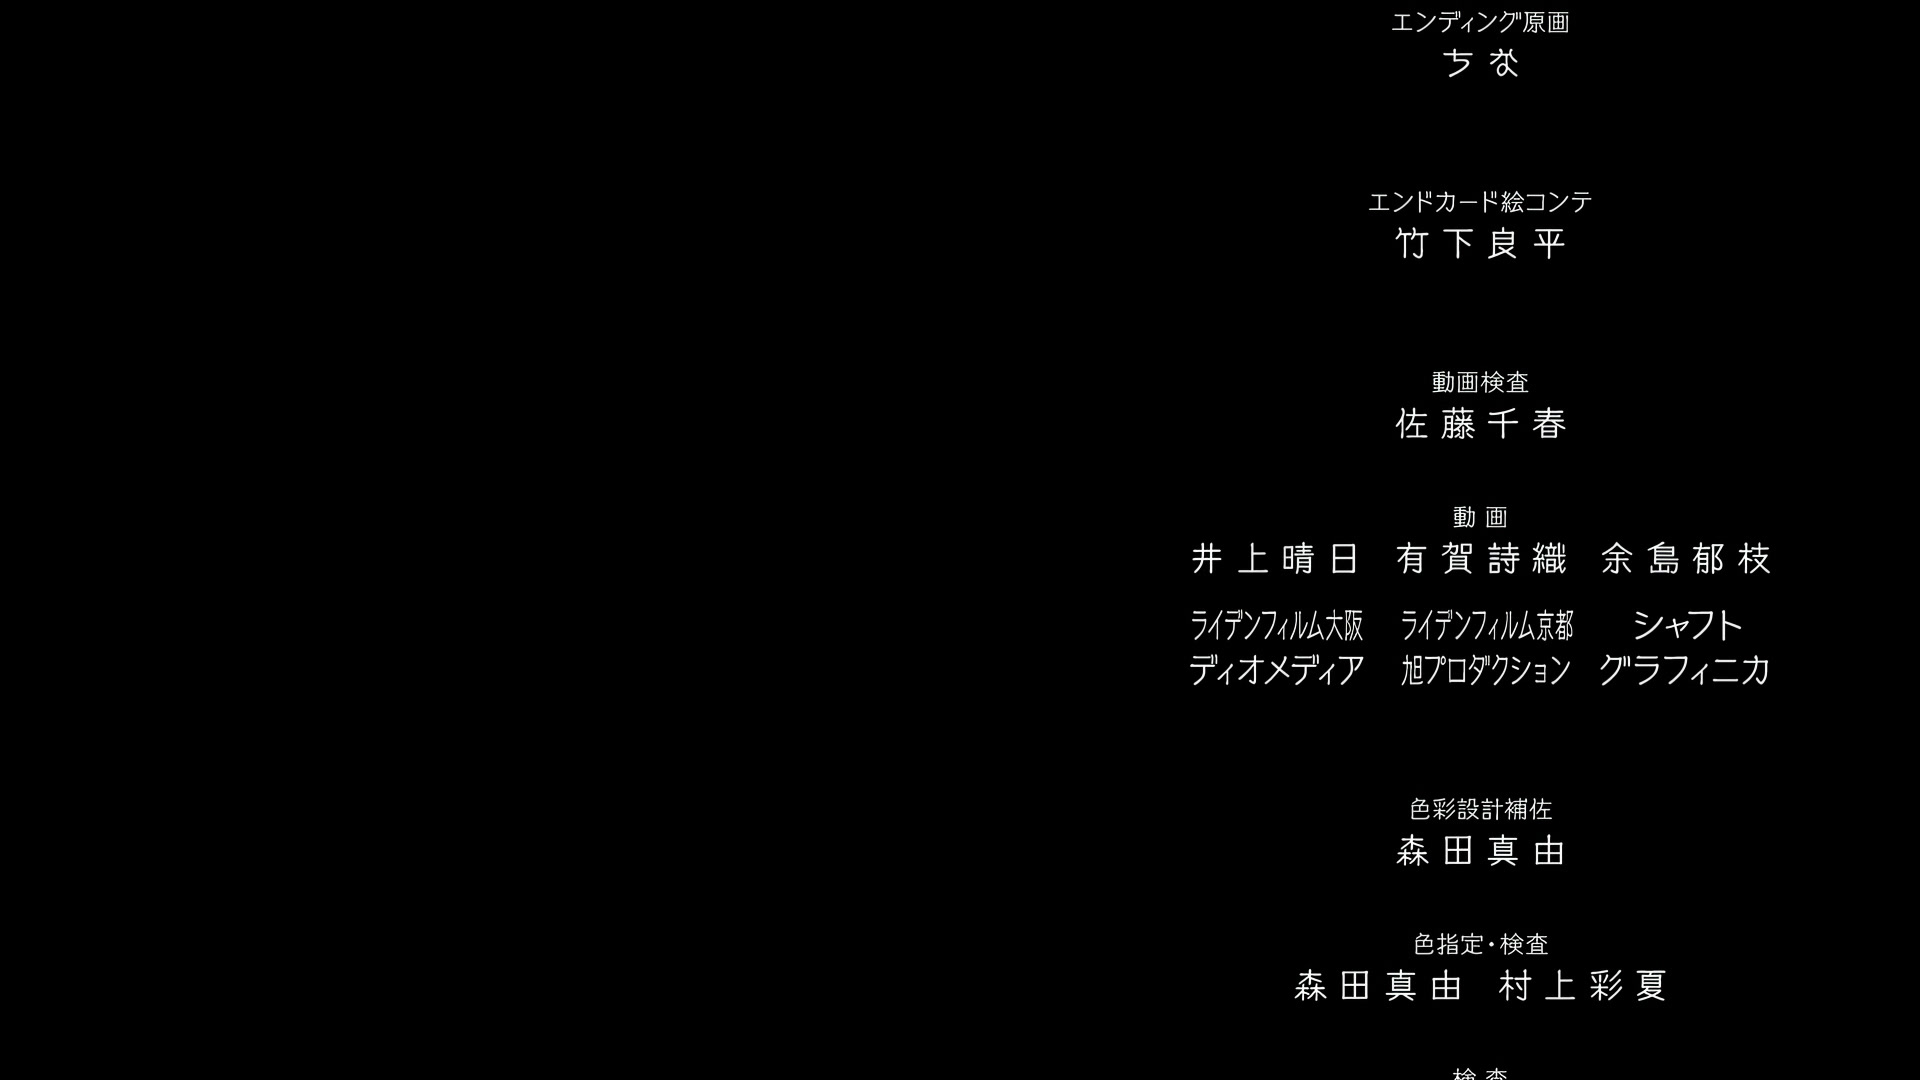 エンディング原画
ちな
エンドカード絵コンテ
竹下良平
動画検査
佐藤千春
動画
井上晴日 有賀詩織 余島郁枝
ライデンフィルム大阪 ライデンフィルム京都 シャフト
ディオメディア 旭プロダクション グラフィニカ
色彩設計補佐
森田真由
色指定・検査
森田真由 村上彩夏
検査